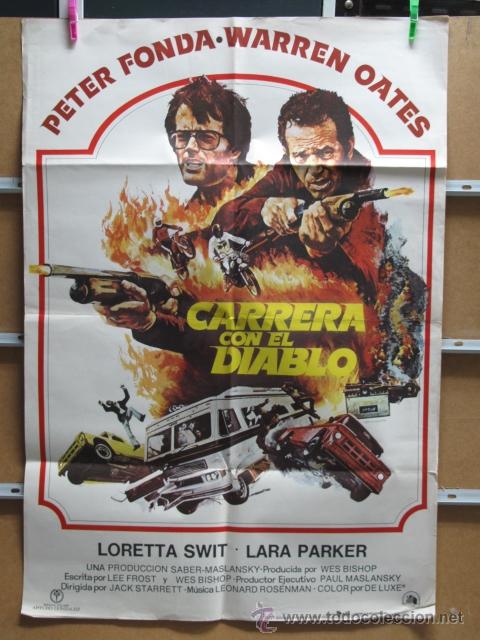 PETER FONDA · WARREN OATES
CARRERA
CON EL
DIABLO
LORETTA SWIT · LARA PARKER
UNA PRODUCCION SABER-MASLANSKY · Producida por WES BISHOP
Escrita por LEE FROST y WES BISHOP · Productor Ejecutivo PAUL MASLANSKY
Dirigida por JACK STARRETT · Música LEONARD ROSENMAN · COLOR por DE LUXE
ARTURO GONZALEZ
todocoleccion.net